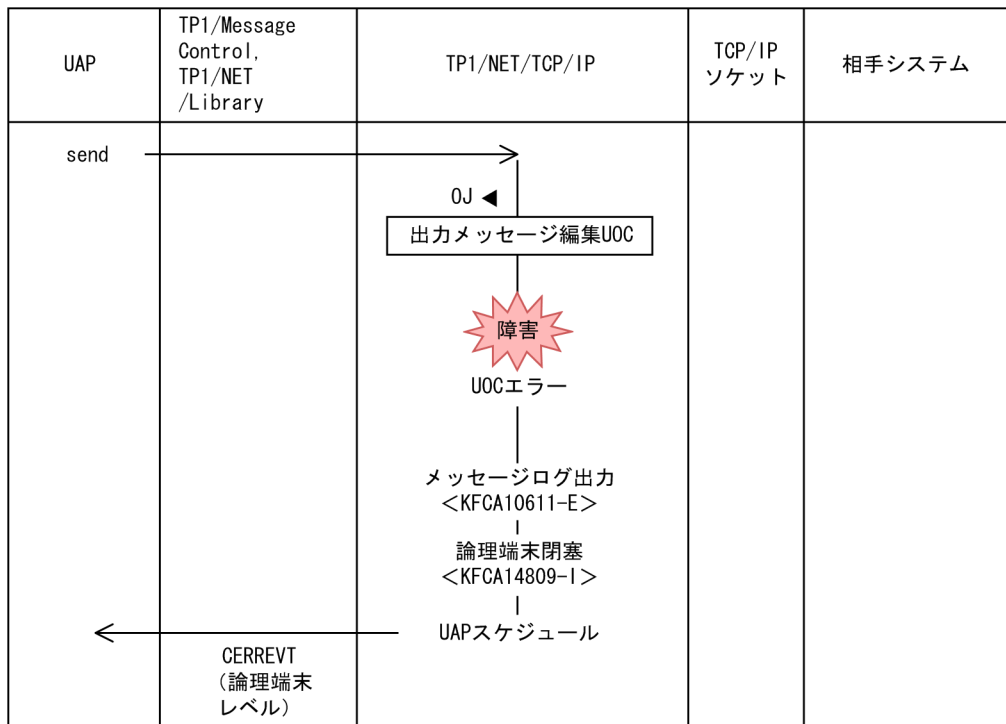 UAP
TP1/Message
Control,
TP1/NET
/Library
TP1/NET/TCP/IP
TCP/IP
ソケット
相手システム
send
OJ
出力メッセージ編集UOC
障害
UOCエラー
メッセージログ出力
<KFCA10611-E>
論理端末閉塞
<KFCA14809-I>
UAPスケジュール
CERREVT
(論理端末
レベル)